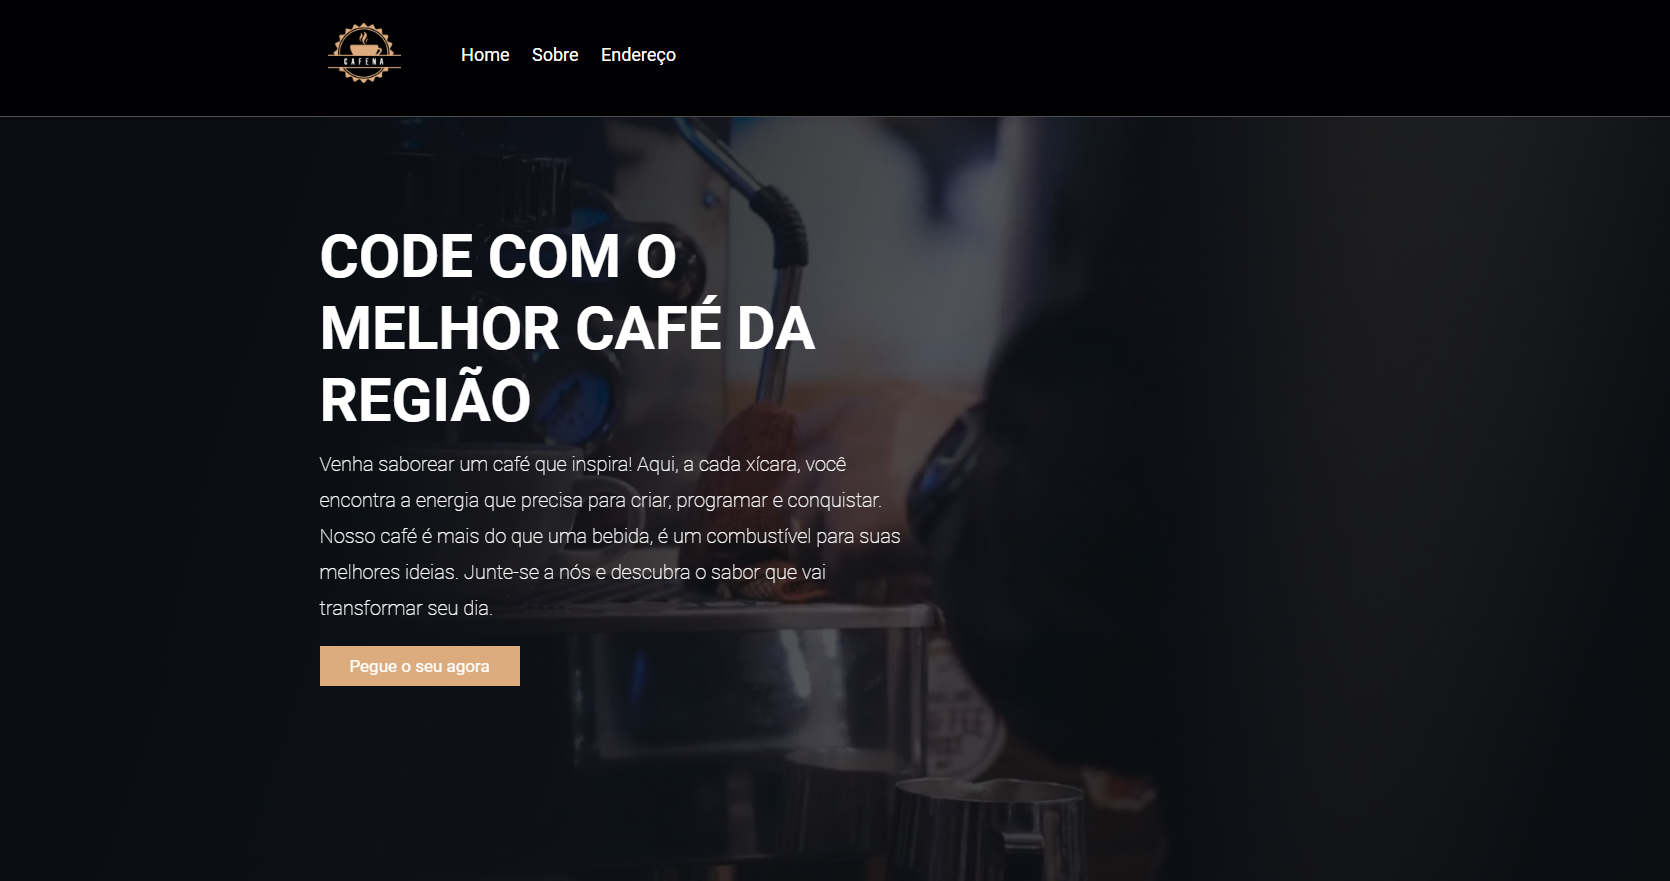 CAFENA
Home Sobre Endereço
CODE COM O
MELHOR CAFÉ DA
REGIÃO
Venha saborear um café que inspira! Aqui, a cada xícara, você
encontra a energia que precisa para criar, programar e conquistar.
Nosso café é mais do que uma bebida, é um combustível para suas
melhores ideias. Junte-se a nós e descubra o sabor que vai
transformar seu dia.
Pegue o seu agora